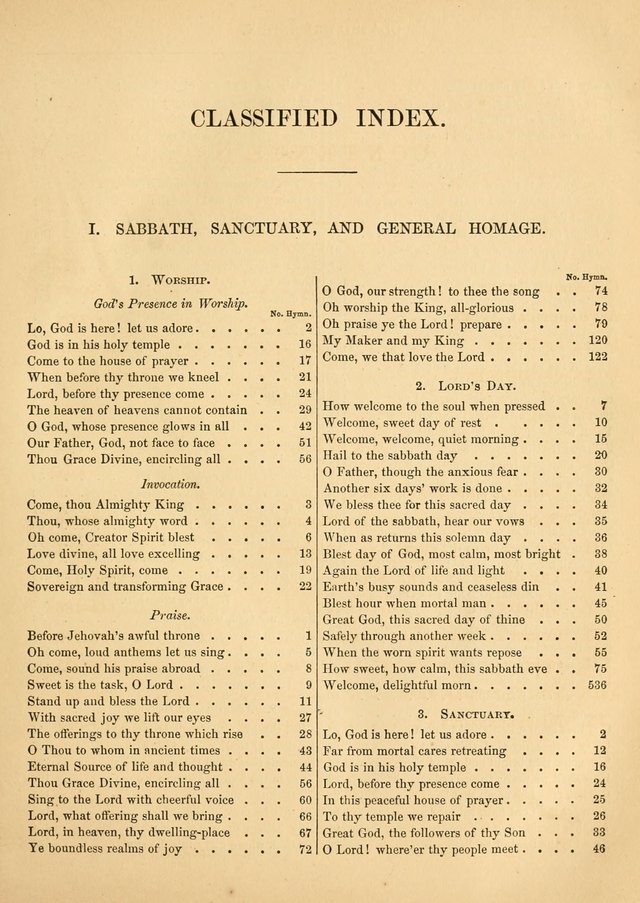 CLASSIFIED INDEX.
I. SABBATH, SANCTUARY, AND GENERAL HOMAGE.
1. WORSHIP.
God's Presence in Worship.
No. Hymn.
Lo, God is here! let us adore . . . . . . 2
God is in his holy temple . . . . . . . 16
Come to the house of prayer . . . . . . 17
When before thy throne we kneel . . . . 21
Lord, before thy presence come . . . . . 24
The heaven of heavens cannot contain . . 29
O God, whose presence glows in all . . . 42
Our Father, God, not face to face . . . . 51
Thou Grace Divine, encircling all . . . . 56
Invocation.
Come, thou Almighty King . . . . . . 3
Thou, whose almighty word . . . . . . 4
Oh come, Creator Spirit blest . . . . . 6
Love divine, all love excelling . . . . . 13
Come, Holy Spirit, come . . . . . . . 19
Sovereign and transforming Grace . . . . 22
Praise.
Before Jehovah's awful throne . . . . . 1
Oh come, loud anthems let us sing . . . . 5
Come, sound his praise abroad . . . . . 8
Sweet is the task, O Lord . . . . . . . 9
Stand up and bless the Lord . . . . . . 11
With sacred joy we lift our eyes . . . . 27
The offerings to thy throne which rise . . 28
O Thou to whom in ancient times . . . . 43
Eternal Source of life and thought . . . . 44
Thou Grace Divine, encircling all . . . . 56
Sing to the Lord with cheerful voice . . . 60
Lord, what offering shall we bring . . . . 66
Lord, in heaven, thy dwelling-place . . . 67
Ye boundless realms of joy . . . . . . 72
No. Hymn.
O God, our strength! to thee the song . . 74
Oh worship the King, all-glorious . . . . 78
Oh praise ye the Lord! prepare . . . . . 79
My Maker and my King . . . . . . . 120
Come, we that love the Lord . . . . . . 122
2. LORD'S DAY.
How welcome to the soul when pressed . . 7
Welcome, sweet day of rest . . . . . . 10
Welcome, welcome, quiet morning . . . . 15
Hail to the sabbath day . . . . . . . 20
O Father, though the anxious fear . . . . 30
Another six days' work is done . . . . . 32
We bless thee for this sacred day . . . . 34
Lord of the sabbath, hear our vows . . . 35
When as returns this solemn day . . . . 36
Blest day of God, most calm, most bright . 38
Again the Lord of life and light . . . . 40
Earth's busy sounds and ceaseless din . . 41
Blest hour when mortal man . . . . . . 45
Great God, this sacred day of thine . . . 50
Safely through another week . . . . . . 52
When the worn spirit wants repose . . . 55
How sweet, how calm, this sabbath eve . . 75
Welcome, delightful morn . . . . . . . 536
3. SANCTUARY.
Lo, God is here! let us adore . . . . . . 2
Far from mortal cares retreating . . . . 12
God is in his holy temple . . . . . . . 16
Lord, before thy presence come . . . . . 24
In this peaceful house of prayer . . . . . 25
To thy temple we repair . . . . . . . 26
Great God, the followers of thy Son . . . 33
O Lord! where'er thy people meet . . . . 46